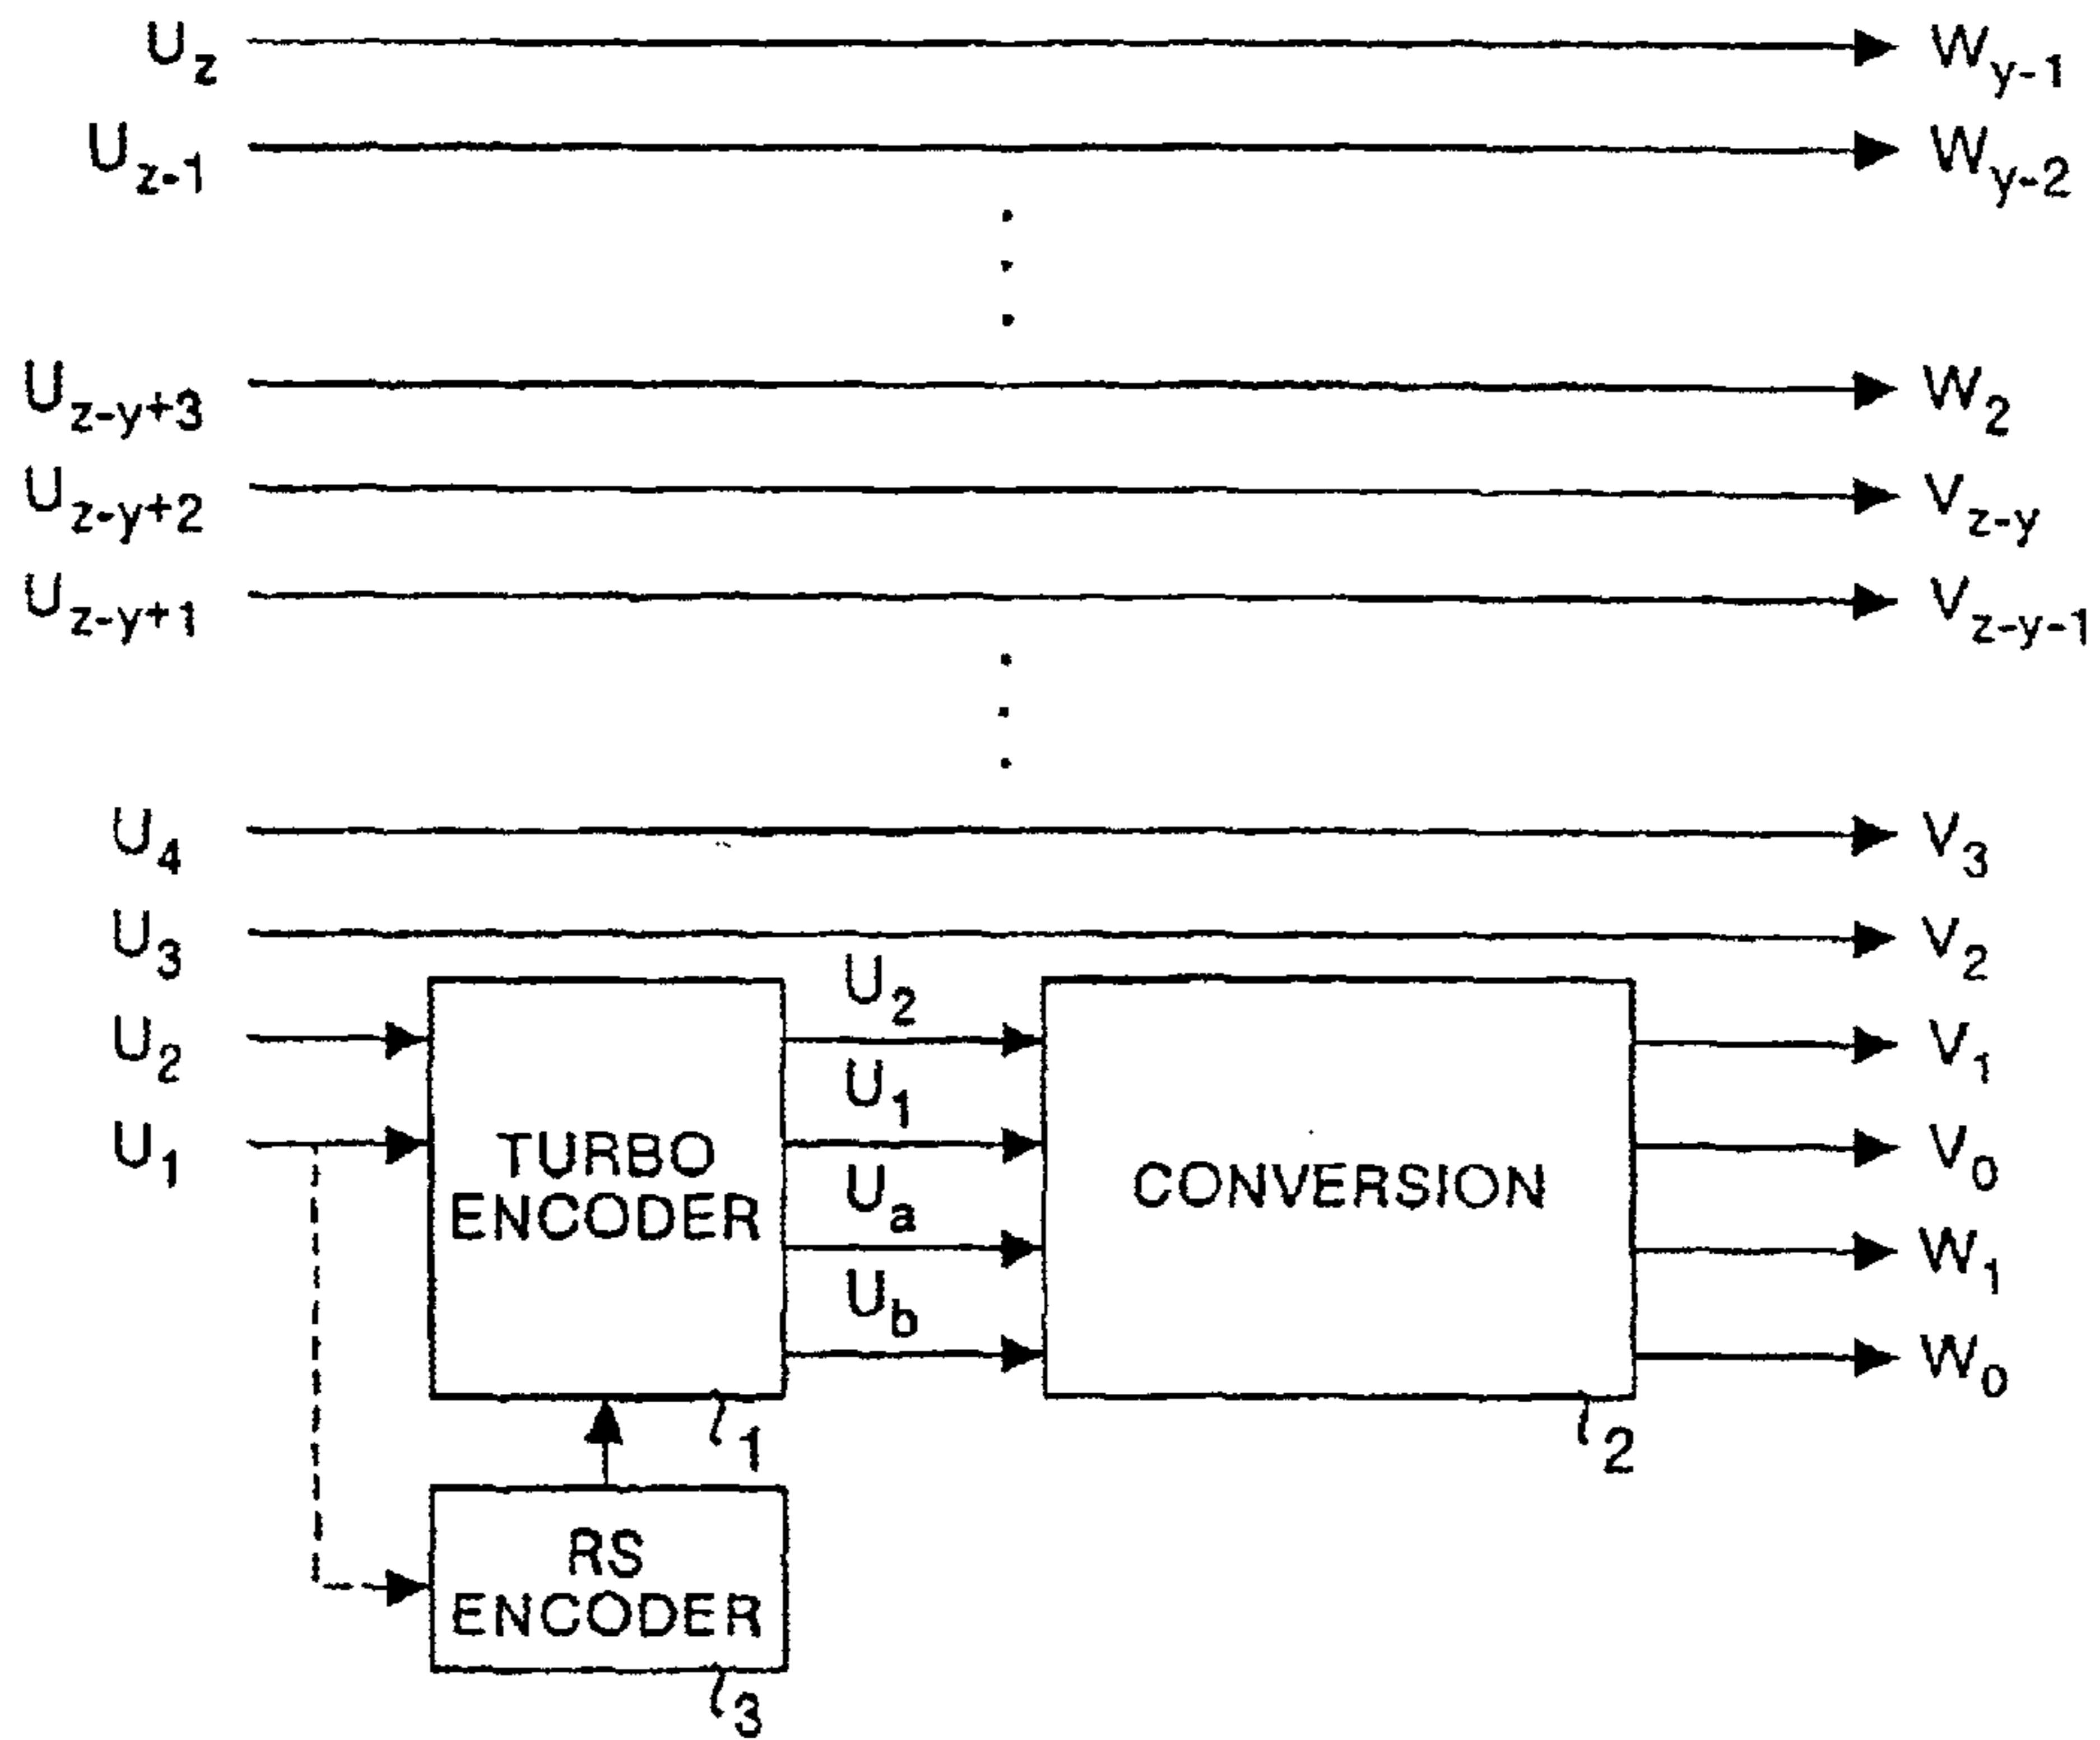 U_z W_{y-1}
U_{z-1} W_{y-2}
U_{z-y+3} W_2
U_{z-y+2} V_{z-y}
U_{z-y+1} V_{z-y-1}
U_4 V_3
U_3 V_2
U_2 U_2 V_1
U_1 U_1 V_0
TURBO
ENCODER
U_a W_1
U_b W_0
CONVERSION
1
2
RS
ENCODER
3